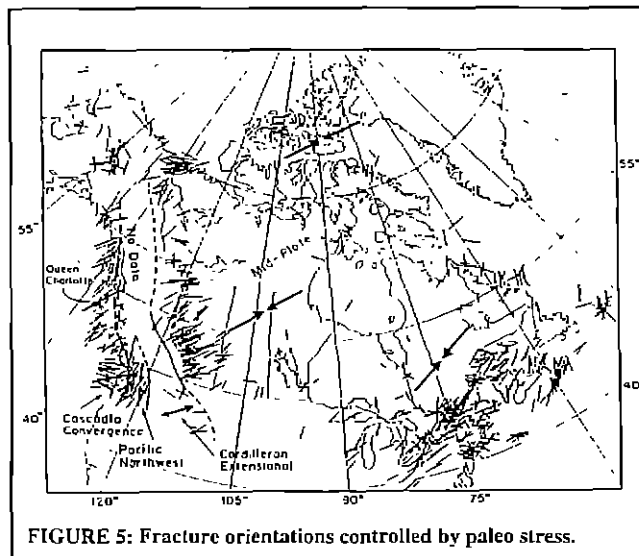 55°
55°
No Data
Mid-Plate
Queen
Charlotte
40°
40°
Cascadia
Convergence
Pacific
Northwest
Cordilleran
Extensional
120°
105°
90°
75°
FIGURE 5: Fracture orientations controlled by paleo stress.